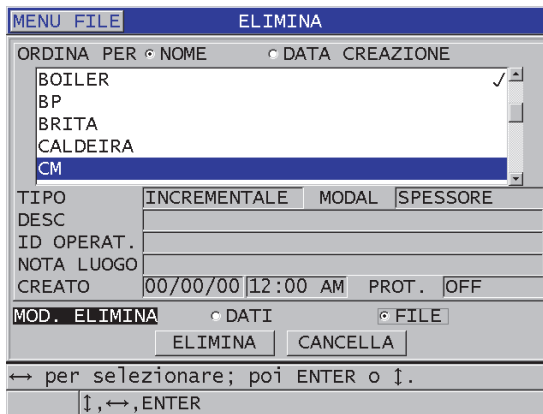 MENU FILE ELIMINA
ORDINA PER NOME DATA CREAZIONE
BOILER ✓
BP
BRITA
CALDEIRA
CM
TIPO INCREMENTALE MODAL SPESSORE
DESC
ID OPERAT.
NOTA LUOGO
CREATO 00/00/00 12:00 AM PROT. OFF
MOD. ELIMINA DATI FILE
ELIMINA CANCELLA
↔ per selezionare; poi ENTER o ↕.
↕,↔,ENTER